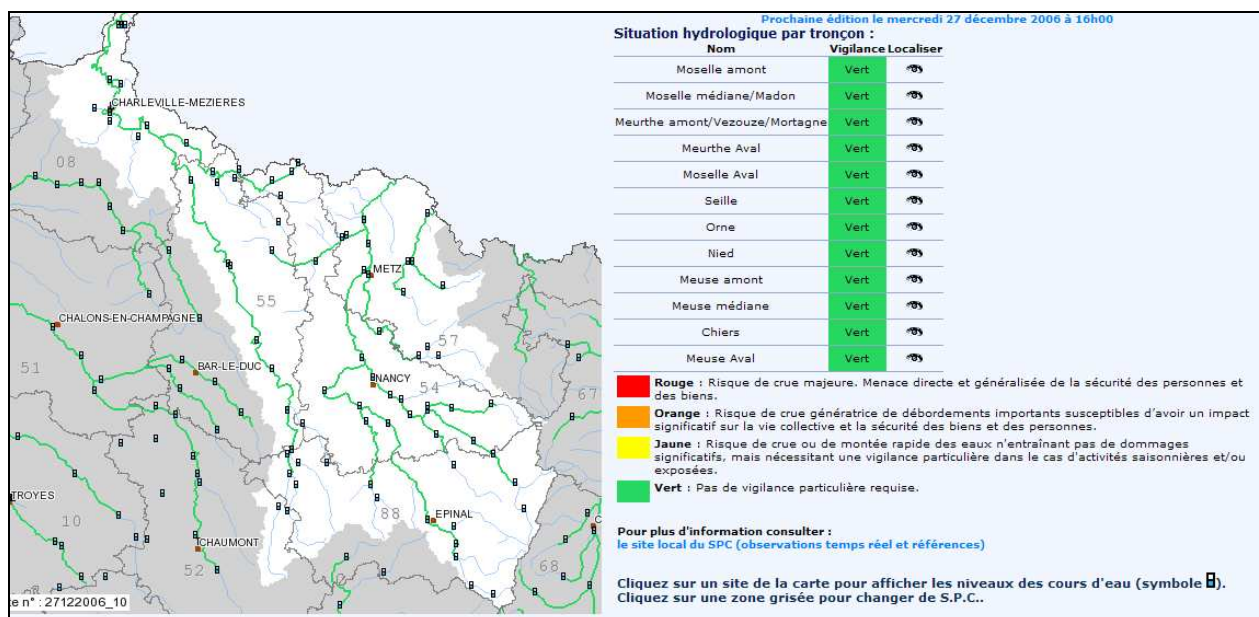 CHARLEVILLE-MEZIERES
08
METZ
55
CHALONS-EN-CHAMPAGNE
57
51
BAR-LE-DUC
NANCY
54
67
TROYES
10
88
EPINAL
CHAUMONT
52
68
te n° : 27122006_10
Prochaine édition le mercredi 27 décembre 2006 à 16h00
Situation hydrologique par tronçon :
Nom Vigilance Localiser
Moselle amont Vert
Moselle médiane/Madon Vert
Meurthe amont/Vezouze/Mortagne Vert
Meurthe Aval Vert
Moselle Aval Vert
Seille Vert
Orne Vert
Nied Vert
Meuse amont Vert
Meuse médiane Vert
Chiers Vert
Meuse Aval Vert
Rouge : Risque de crue majeure. Menace directe et généralisée de la sécurité des personnes et
des biens.
Orange : Risque de crue génératrice de débordements importants susceptibles d'avoir un impact
significatif sur la vie collective et la sécurité des biens et des personnes.
Jaune : Risque de crue ou de montée rapide des eaux n'entraînant pas de dommages
significatifs, mais nécessitant une vigilance particulière dans le cas d'activités saisonnières et/ou
exposées.
Vert : Pas de vigilance particulière requise.
Pour plus d'information consulter :
le site local du SPC (observations temps réel et références)
Cliquez sur un site de la carte pour afficher les niveaux des cours d'eau (symbole ).
Cliquez sur une zone grisée pour changer de S.P.C..